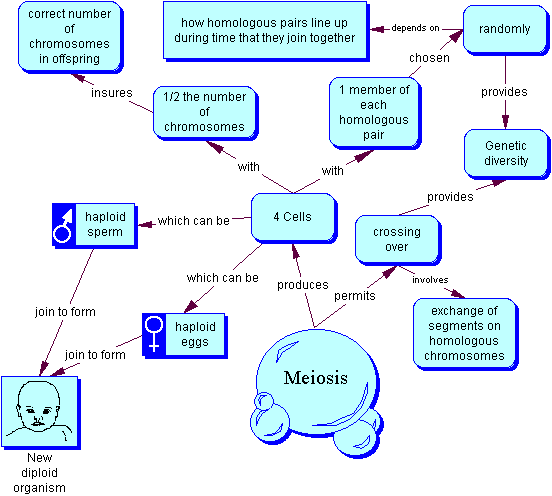 correct number
of
chromosomes
in offspring
how homologous pairs line up
during time that they join together
depends on
randomly
chosen
insures
1/2 the number
of
chromosomes
1 member of
each
homologous
pair
provides
Genetic
diversity
with
with
provides
haploid
sperm
which can be
4 Cells
crossing
over
which can be
produces
permits
involves
exchange of
segments on
homologous
chromosomes
join to form
haploid
eggs
join to form
Meiosis
New
diploid
organism